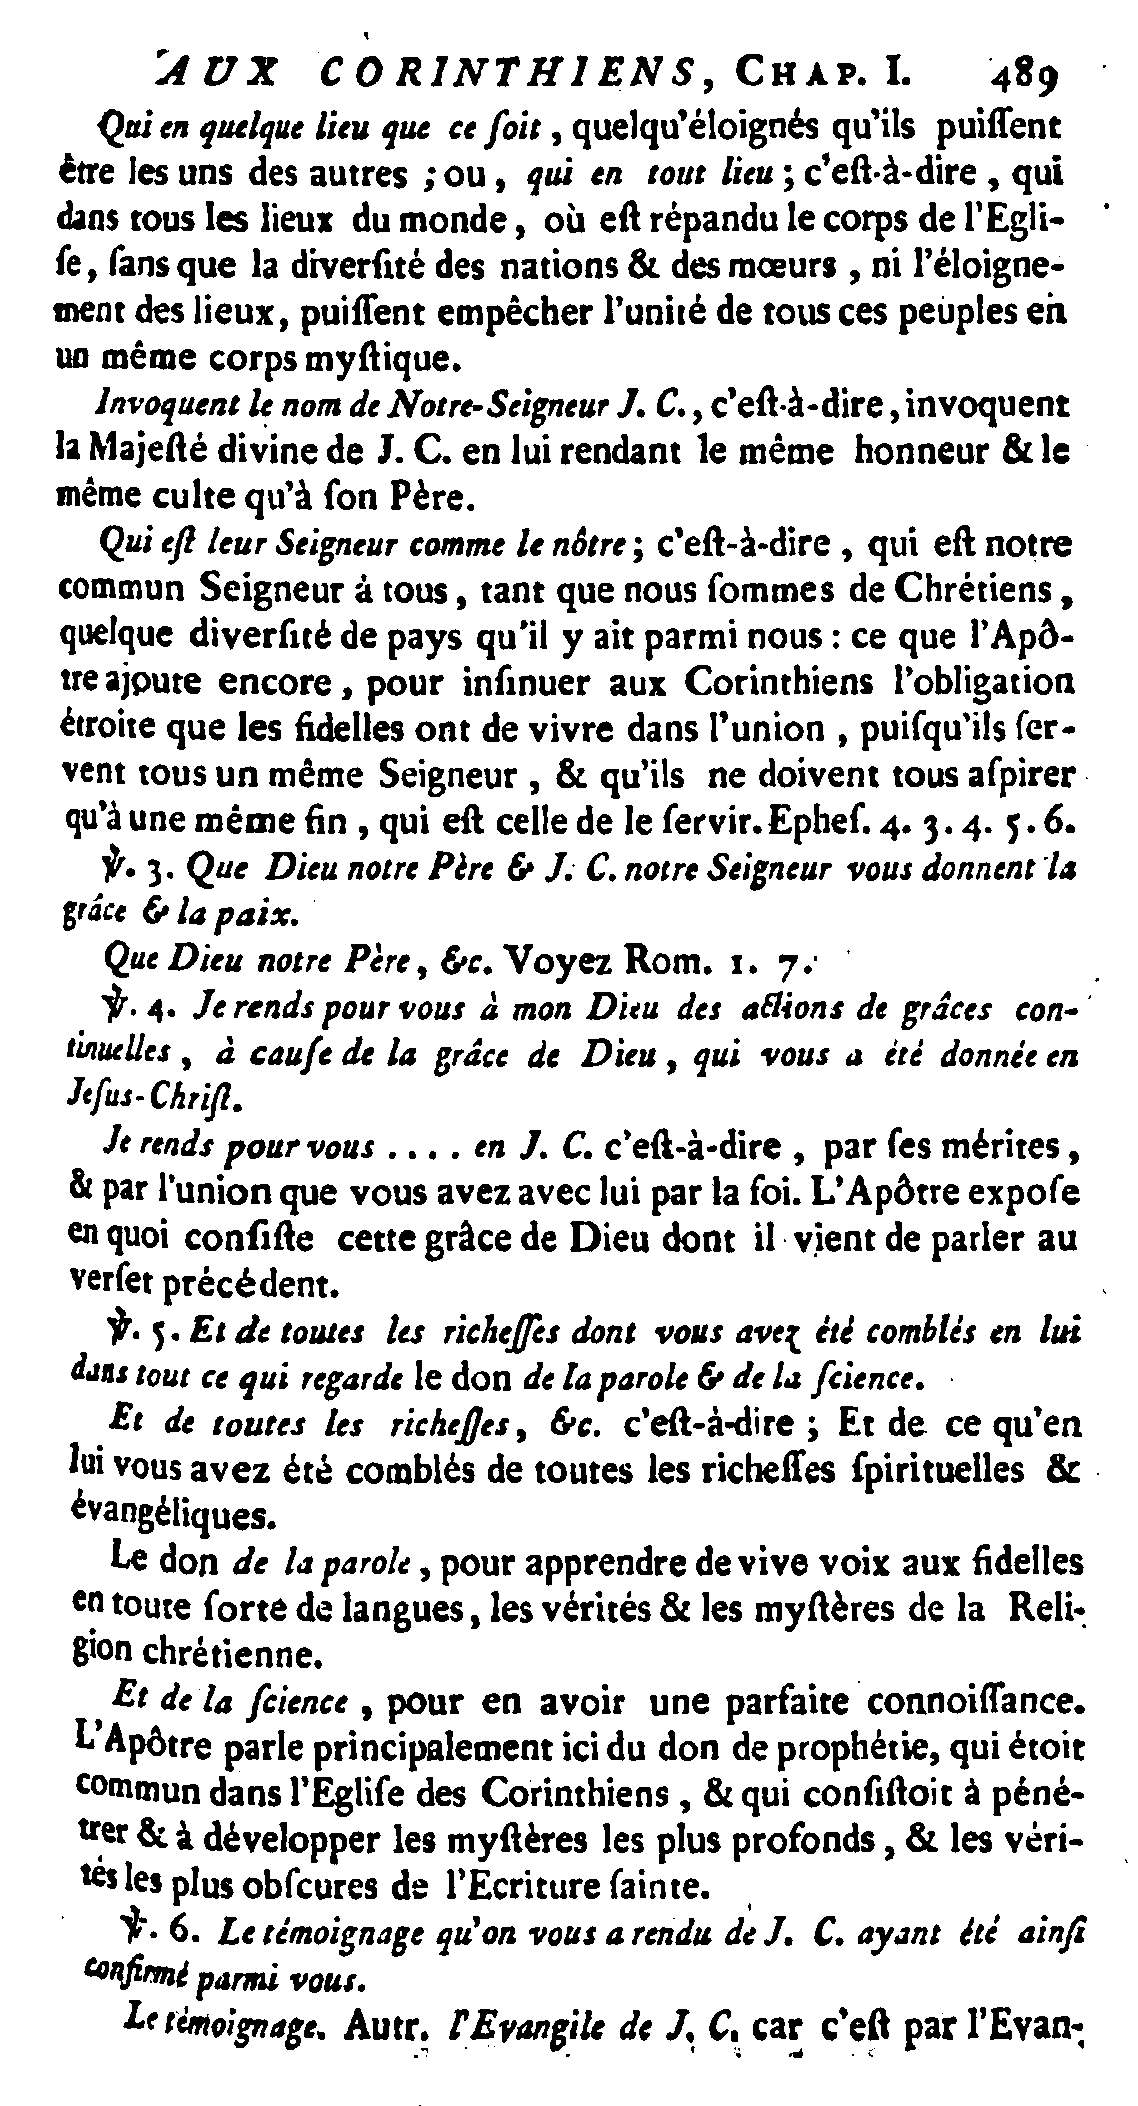 AUX CORINTHIENS, CHAP. I. 489
Qui en quelque lieu que ce ſoit, quelqu'éloignés qu'ils puiſſent
être les uns des autres ; ou, qui en tout lieu ; c'eſt-à-dire, qui
dans tous les lieux du monde, où eſt répandu le corps de l'Egli-
ſe, ſans que la diverſité des nations & des mœurs, ni l'éloigne-
ment des lieux, puiſſent empêcher l'unité de tous ces peuples en
un même corps myſtique.
Invoquent le nom de Notre-Seigneur J. C., c'eſt-à-dire, invoquent
la Majeſté divine de J. C. en lui rendant le même honneur & le
même culte qu'à ſon Père.
Qui eſt leur Seigneur comme le nôtre ; c'eſt-à-dire, qui eſt notre
commun Seigneur à tous, tant que nous ſommes de Chrétiens,
quelque diverſité de pays qu'il y ait parmi nous : ce que l'Apô-
tre ajoute encore, pour inſinuer aux Corinthiens l'obligation
étroite que les fidelles ont de vivre dans l'union, puiſqu'ils ſer-
vent tous un même Seigneur, & qu'ils ne doivent tous aſpirer
qu'à une même fin, qui eſt celle de le ſervir. Epheſ. 4. 3. 4. 5. 6.
℣. 3. Que Dieu notre Père & J. C. notre Seigneur vous donnent la
grâce & la paix.
Que Dieu notre Père, &c. Voyez Rom. 1. 7.
℣. 4. Je rends pour vous à mon Dieu des actions de grâces con-
tinuelles, à cauſe de la grâce de Dieu, qui vous a été donnée en
Jeſus-Chriſt.
Je rends pour vous .... en J. C. c'eſt-à-dire, par ſes mérites,
& par l'union que vous avez avec lui par la foi. L'Apôtre expoſe
en quoi conſiſte cette grâce de Dieu dont il vient de parler au
verſet précédent.
℣. 5. Et de toutes les richeſſes dont vous avez été comblés en lui
dans tout ce qui regarde le don de la parole & de la ſcience.
Et de toutes les richeſſes, &c. c'eſt-à-dire ; Et de ce qu'en
lui vous avez été comblés de toutes les richeſſes ſpirituelles &
évangéliques.
Le don de la parole, pour apprendre de vive voix aux fidelles
en toute ſorte de langues, les vérités & les myſtères de la Reli-
gion chrétienne.
Et de la ſcience, pour en avoir une parfaite connoiſſance.
L'Apôtre parle principalement ici du don de prophétie, qui étoit
commun dans l'Egliſe des Corinthiens, & qui conſiſtoit à péné-
trer & à développer les myſtères les plus profonds, & les véri-
tés les plus obſcures de l'Ecriture ſainte.
℣. 6. Le témoignage qu'on vous a rendu de J. C. ayant été ainſi
confirmé parmi vous.
Le témoignage. Autr. l'Evangile de J. C. car c'eſt par l'Evan-